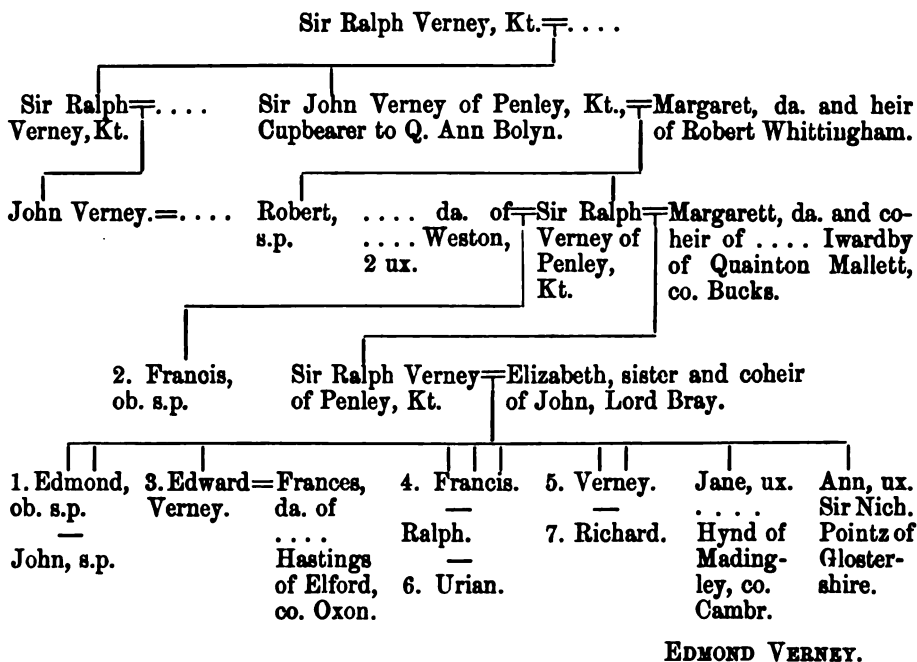 Sir Ralph Verney, Kt.=. . . .
Sir Ralph=. . . .
Verney, Kt.
Sir John Verney of Penley, Kt.,=Margaret, da. and heir
Cupbearer to Q. Ann Bolyn. of Robert Whittingham.
John Verney.=. . . .
Robert,
s.p.
. . . . da. of=Sir Ralph=Margarett, da. and co-
. . . . Weston, Verney of heir of . . . . Iwardby
2 ux. Penley, of Quainton Mallett,
Kt. co. Bucks.
2. Francis,
ob. s.p.
Sir Ralph Verney=Elizabeth, sister and coheir
of Penley, Kt. of John, Lord Bray.
1. Edmond,
ob. s.p.
—
John, s.p.
3. Edward=Frances,
Verney. da. of
. . . .
Hastings
of Elford,
co. Oxon.
4. Francis.
—
Ralph.
—
6. Urian.
5. Verney.
—
7. Richard.
Jane, ux.
. . . .
Hynd of
Mading-
ley, co.
Cambr.
Ann, ux.
Sir Nich.
Pointz of
Gloster-
shire.
EDMOND VERNEY.